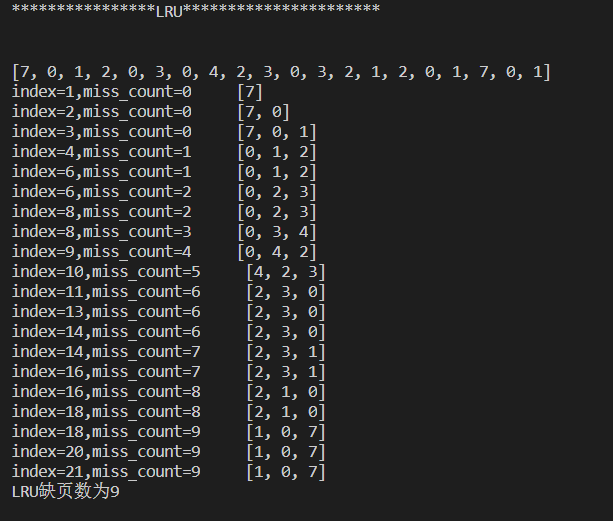 ****************LRU**********************
[7, 0, 1, 2, 0, 3, 0, 4, 2, 3, 0, 3, 2, 1, 2, 0, 1, 7, 0, 1]
index=1,miss_count=0     [7]
index=2,miss_count=0     [7, 0]
index=3,miss_count=0     [7, 0, 1]
index=4,miss_count=1     [0, 1, 2]
index=6,miss_count=1     [0, 1, 2]
index=6,miss_count=2     [0, 2, 3]
index=8,miss_count=2     [0, 2, 3]
index=8,miss_count=3     [0, 3, 4]
index=9,miss_count=4     [0, 4, 2]
index=10,miss_count=5     [4, 2, 3]
index=11,miss_count=6     [2, 3, 0]
index=13,miss_count=6     [2, 3, 0]
index=14,miss_count=6     [2, 3, 0]
index=14,miss_count=7     [2, 3, 1]
index=16,miss_count=7     [2, 3, 1]
index=16,miss_count=8     [2, 1, 0]
index=18,miss_count=8     [2, 1, 0]
index=18,miss_count=9     [1, 0, 7]
index=20,miss_count=9     [1, 0, 7]
index=21,miss_count=9     [1, 0, 7]
LRU缺页数为9